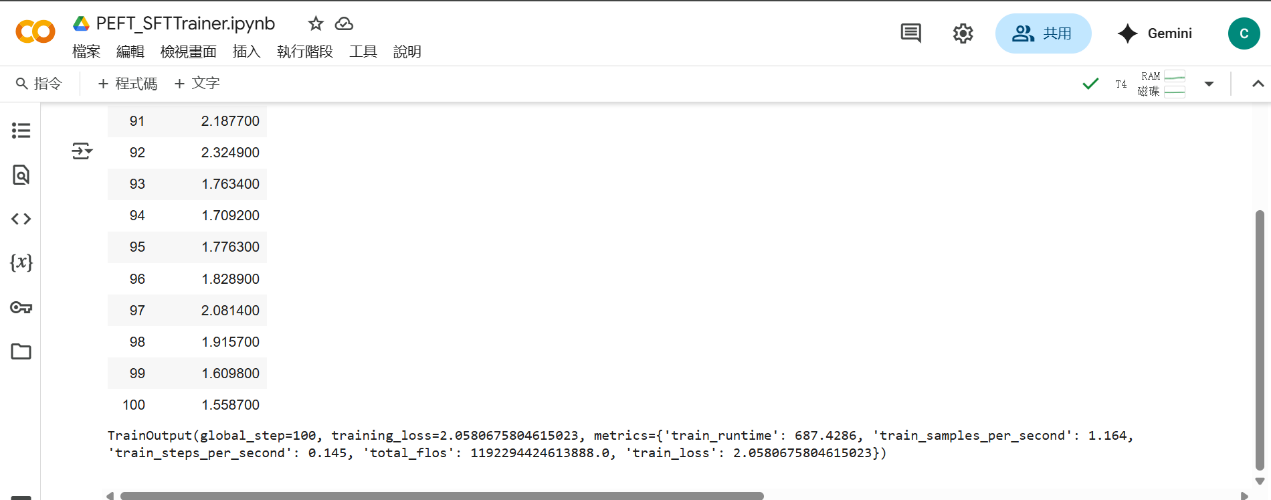 PEFT_SFTTrainer.ipynb
檔案 編輯 檢視畫面 插入 執行階段 工具 說明
共用
Gemini
C
指令 + 程式碼 + 文字
T4
RAM
磁碟
{x}
91 2.187700
92 2.324900
93 1.763400
94 1.709200
95 1.776300
96 1.828900
97 2.081400
98 1.915700
99 1.609800
100 1.558700
TrainOutput(global_step=100, training_loss=2.0580675804615023, metrics={'train_runtime': 687.4286, 'train_samples_per_second': 1.164,
'train_steps_per_second': 0.145, 'total_flos': 1192294424613888.0, 'train_loss': 2.0580675804615023})